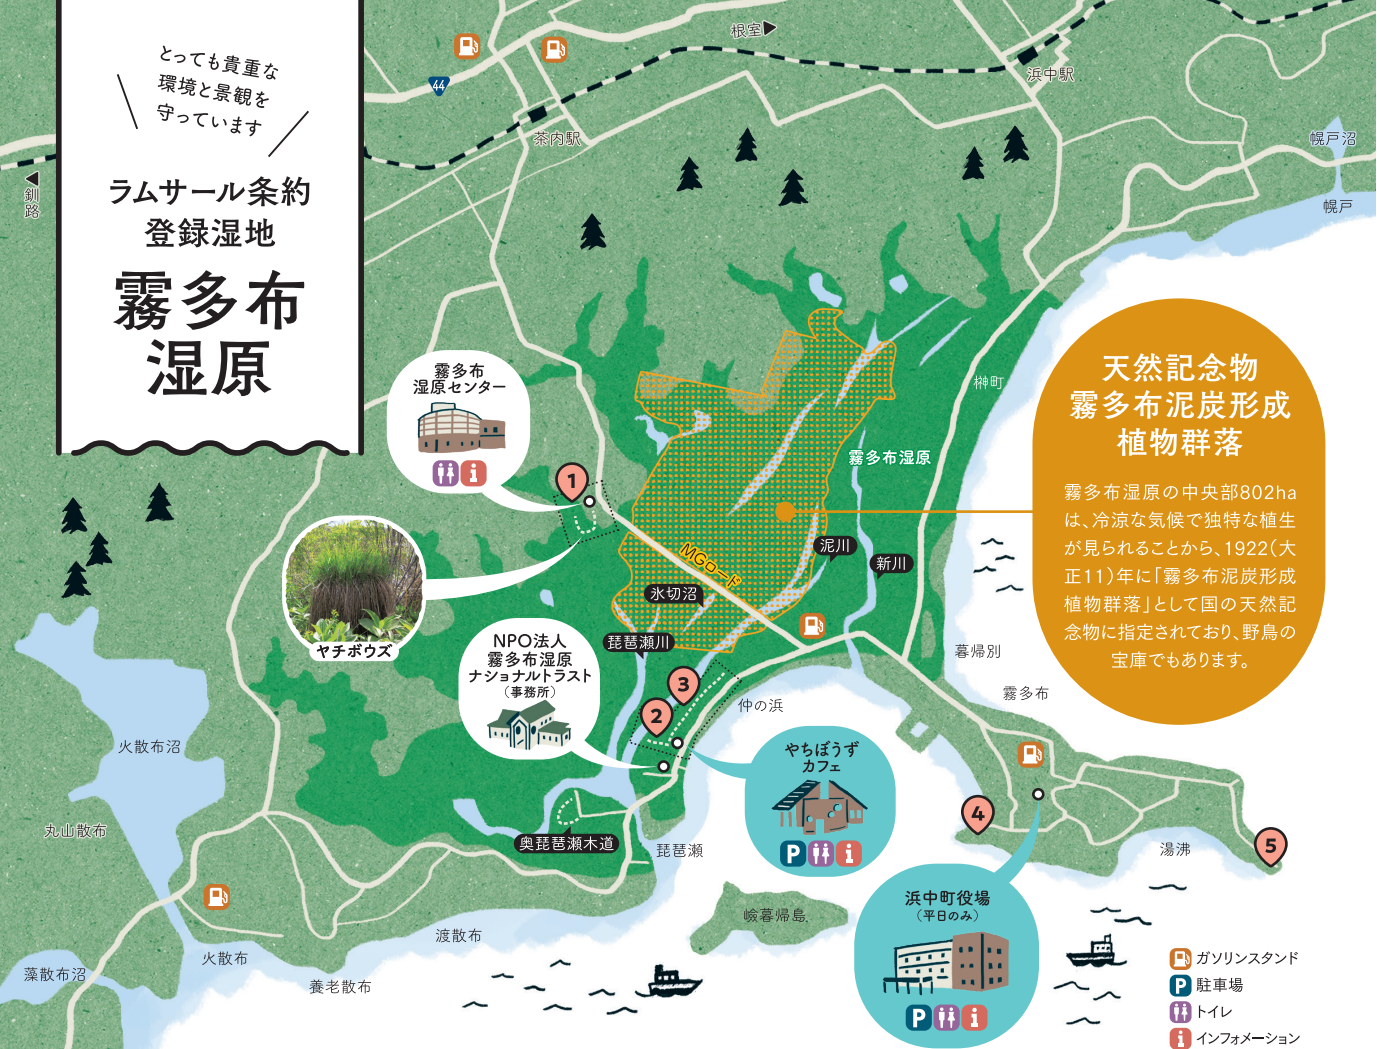 とっても貴重な
環境と景観を
守っています
ラムサール条約
登録湿地
霧多布
湿原
釧路
44
根室
浜中駅
茶内駅
幌戸沼
幌戸
霧多布
湿原センター
1
榊町
霧多布湿原
天然記念物
霧多布泥炭形成
植物群落
霧多布湿原の中央部802ha
は、冷涼な気候で独特な植生
が見られることから、1922(大
正11)年に「霧多布泥炭形成
植物群落」として国の天然記
念物に指定されており、野鳥の
宝庫でもあります。
MGロード
泥川
新川
氷切沼
琵琶瀬川
ヤチボウズ
NPO法人
霧多布湿原
ナショナルトラスト
(事務所)
3
2
仲の浜
暮帰別
霧多布
火散布沼
丸山散布
やちぼうず
カフェ
P
奥琵琶瀬木道
琵琶瀬
4
5
湯沸
浜中町役場
(平日のみ)
P
嶮暮帰島
渡散布
火散布
養老散布
藻散布沼
ガソリンスタンド
P 駐車場
トイレ
インフォメーション